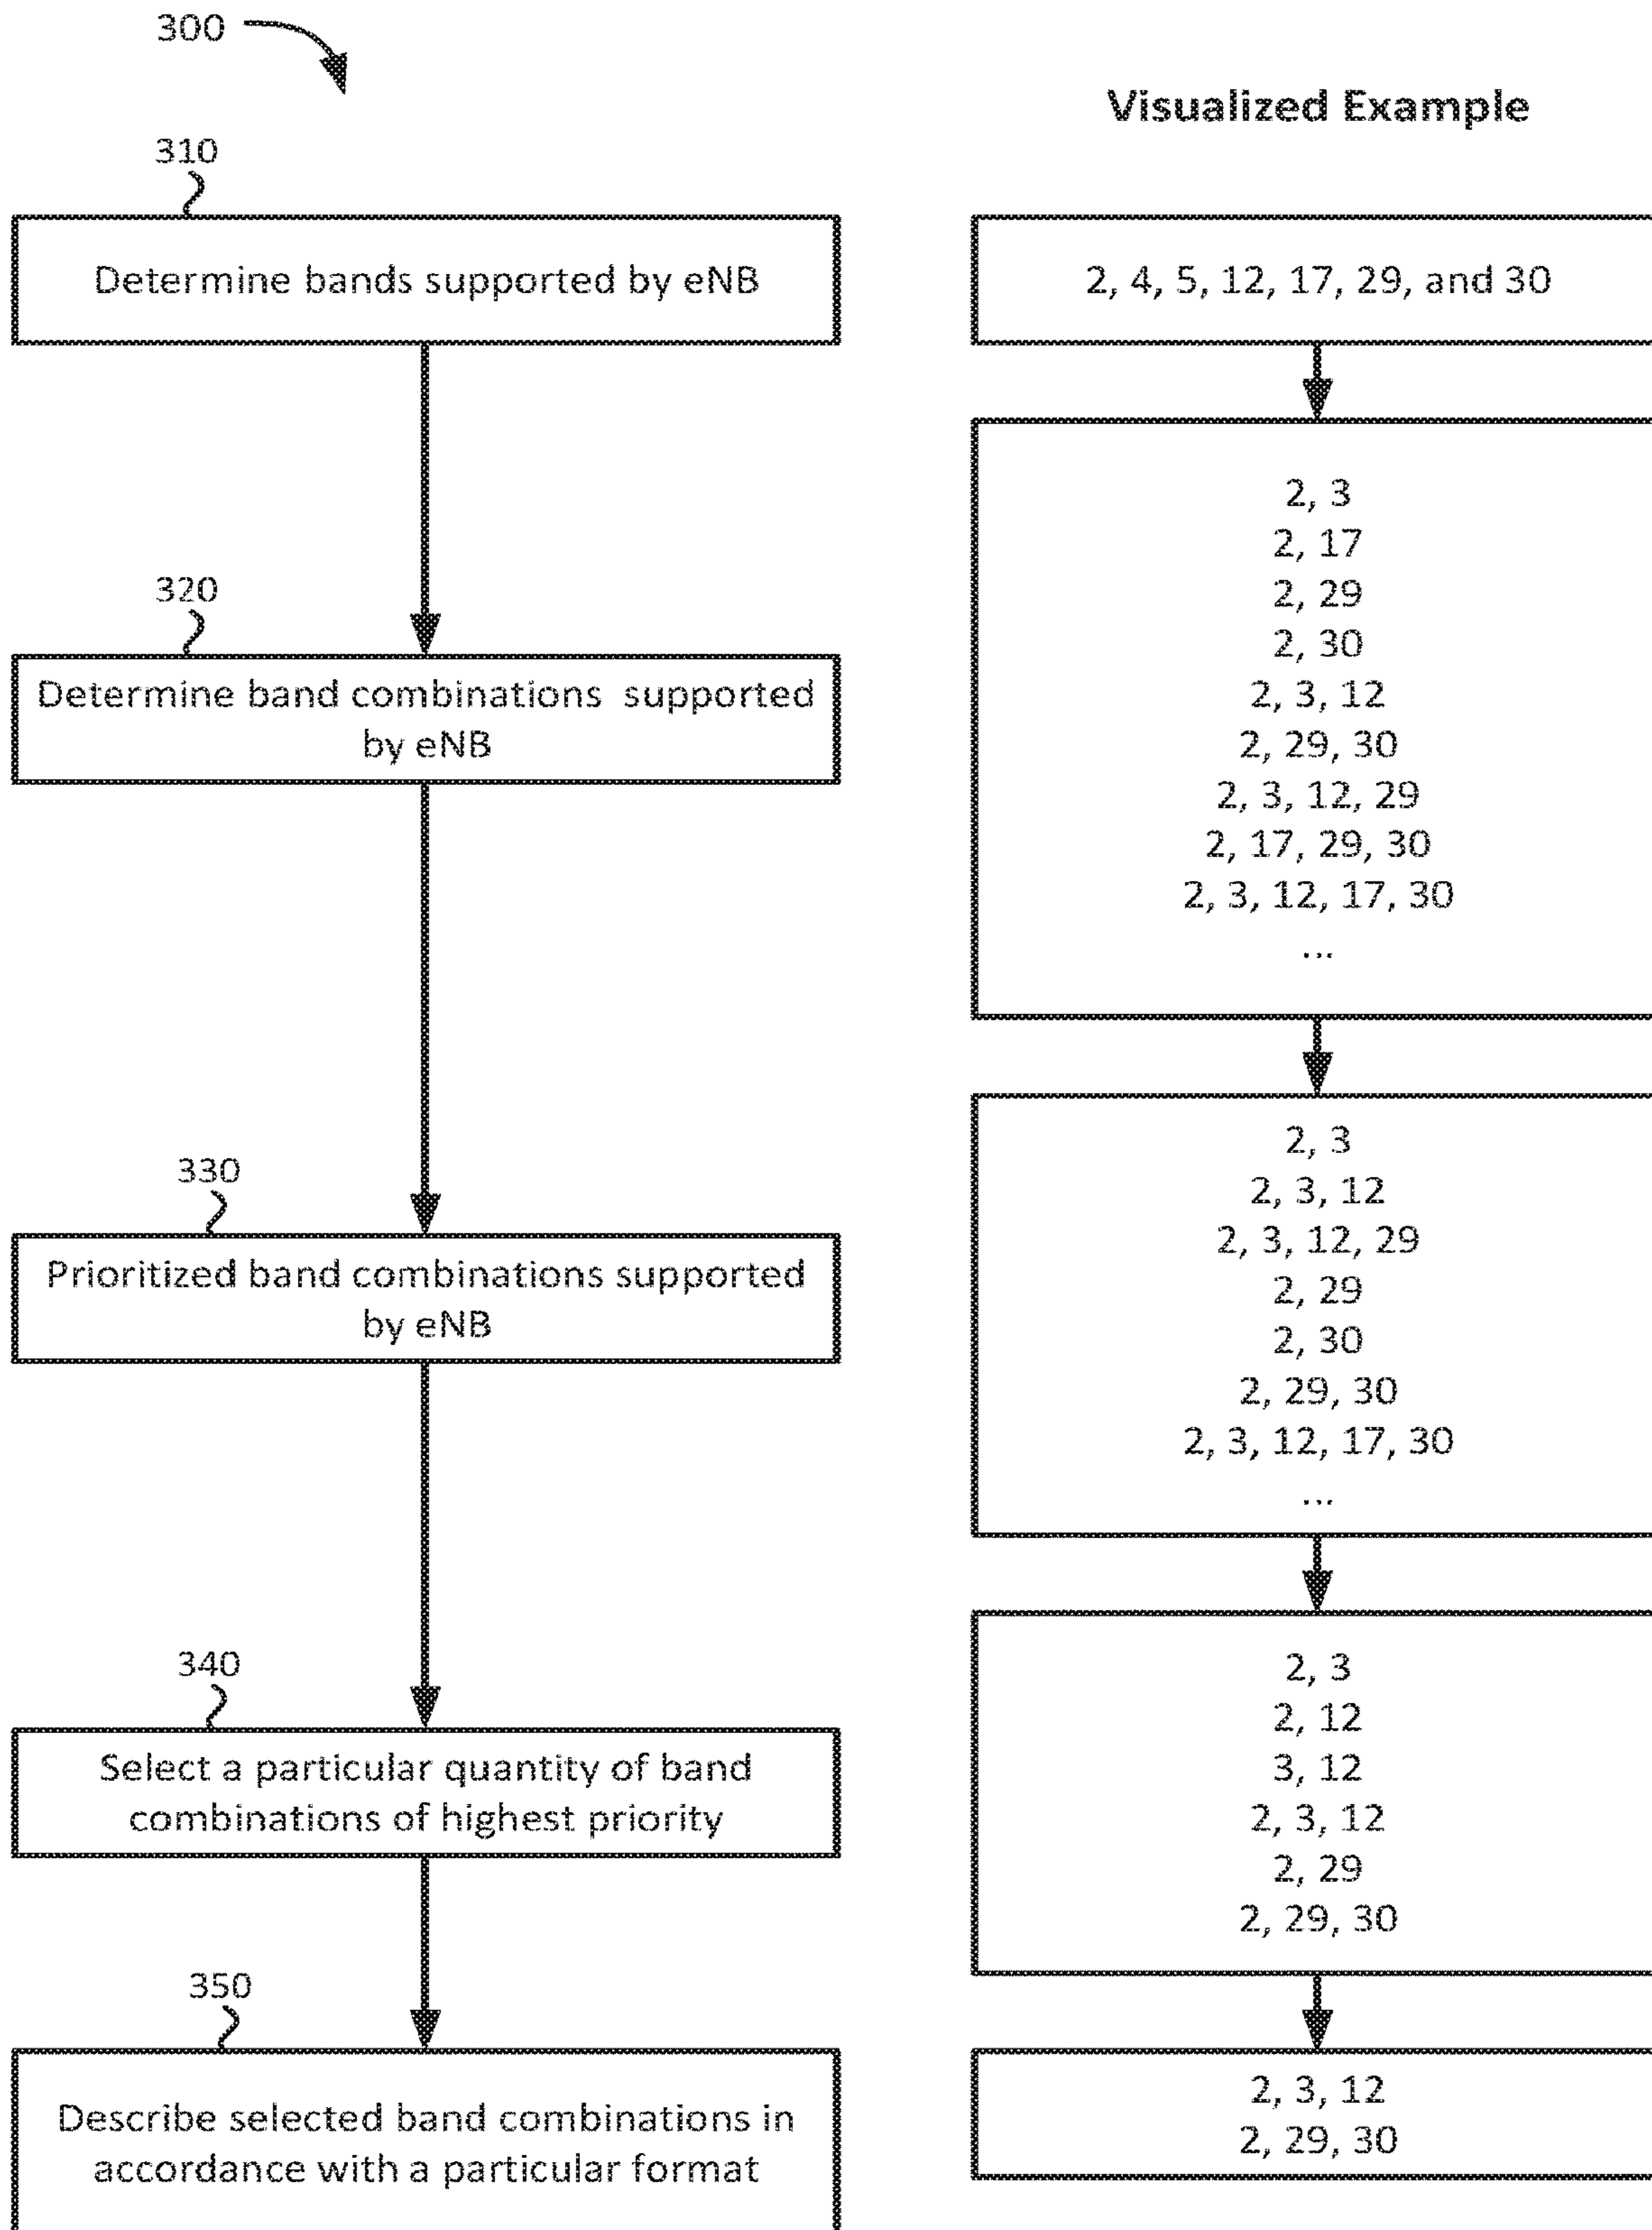 300
Visualized Example
310
Determine bands supported by eNB
2, 4, 5, 12, 17, 29, and 30
320
Determine band combinations supported
by eNB
2, 3
2, 17
2, 29
2, 30
2, 3, 12
2, 29, 30
2, 3, 12, 29
2, 17, 29, 30
2, 3, 12, 17, 30
...
330
Prioritized band combinations supported
by eNB
2, 3
2, 3, 12
2, 3, 12, 29
2, 29
2, 30
2, 29, 30
2, 3, 12, 17, 30
...
340
Select a particular quantity of band
combinations of highest priority
2, 3
2, 12
3, 12
2, 3, 12
2, 29
2, 29, 30
350
Describe selected band combinations in
accordance with a particular format
2, 3, 12
2, 29, 30